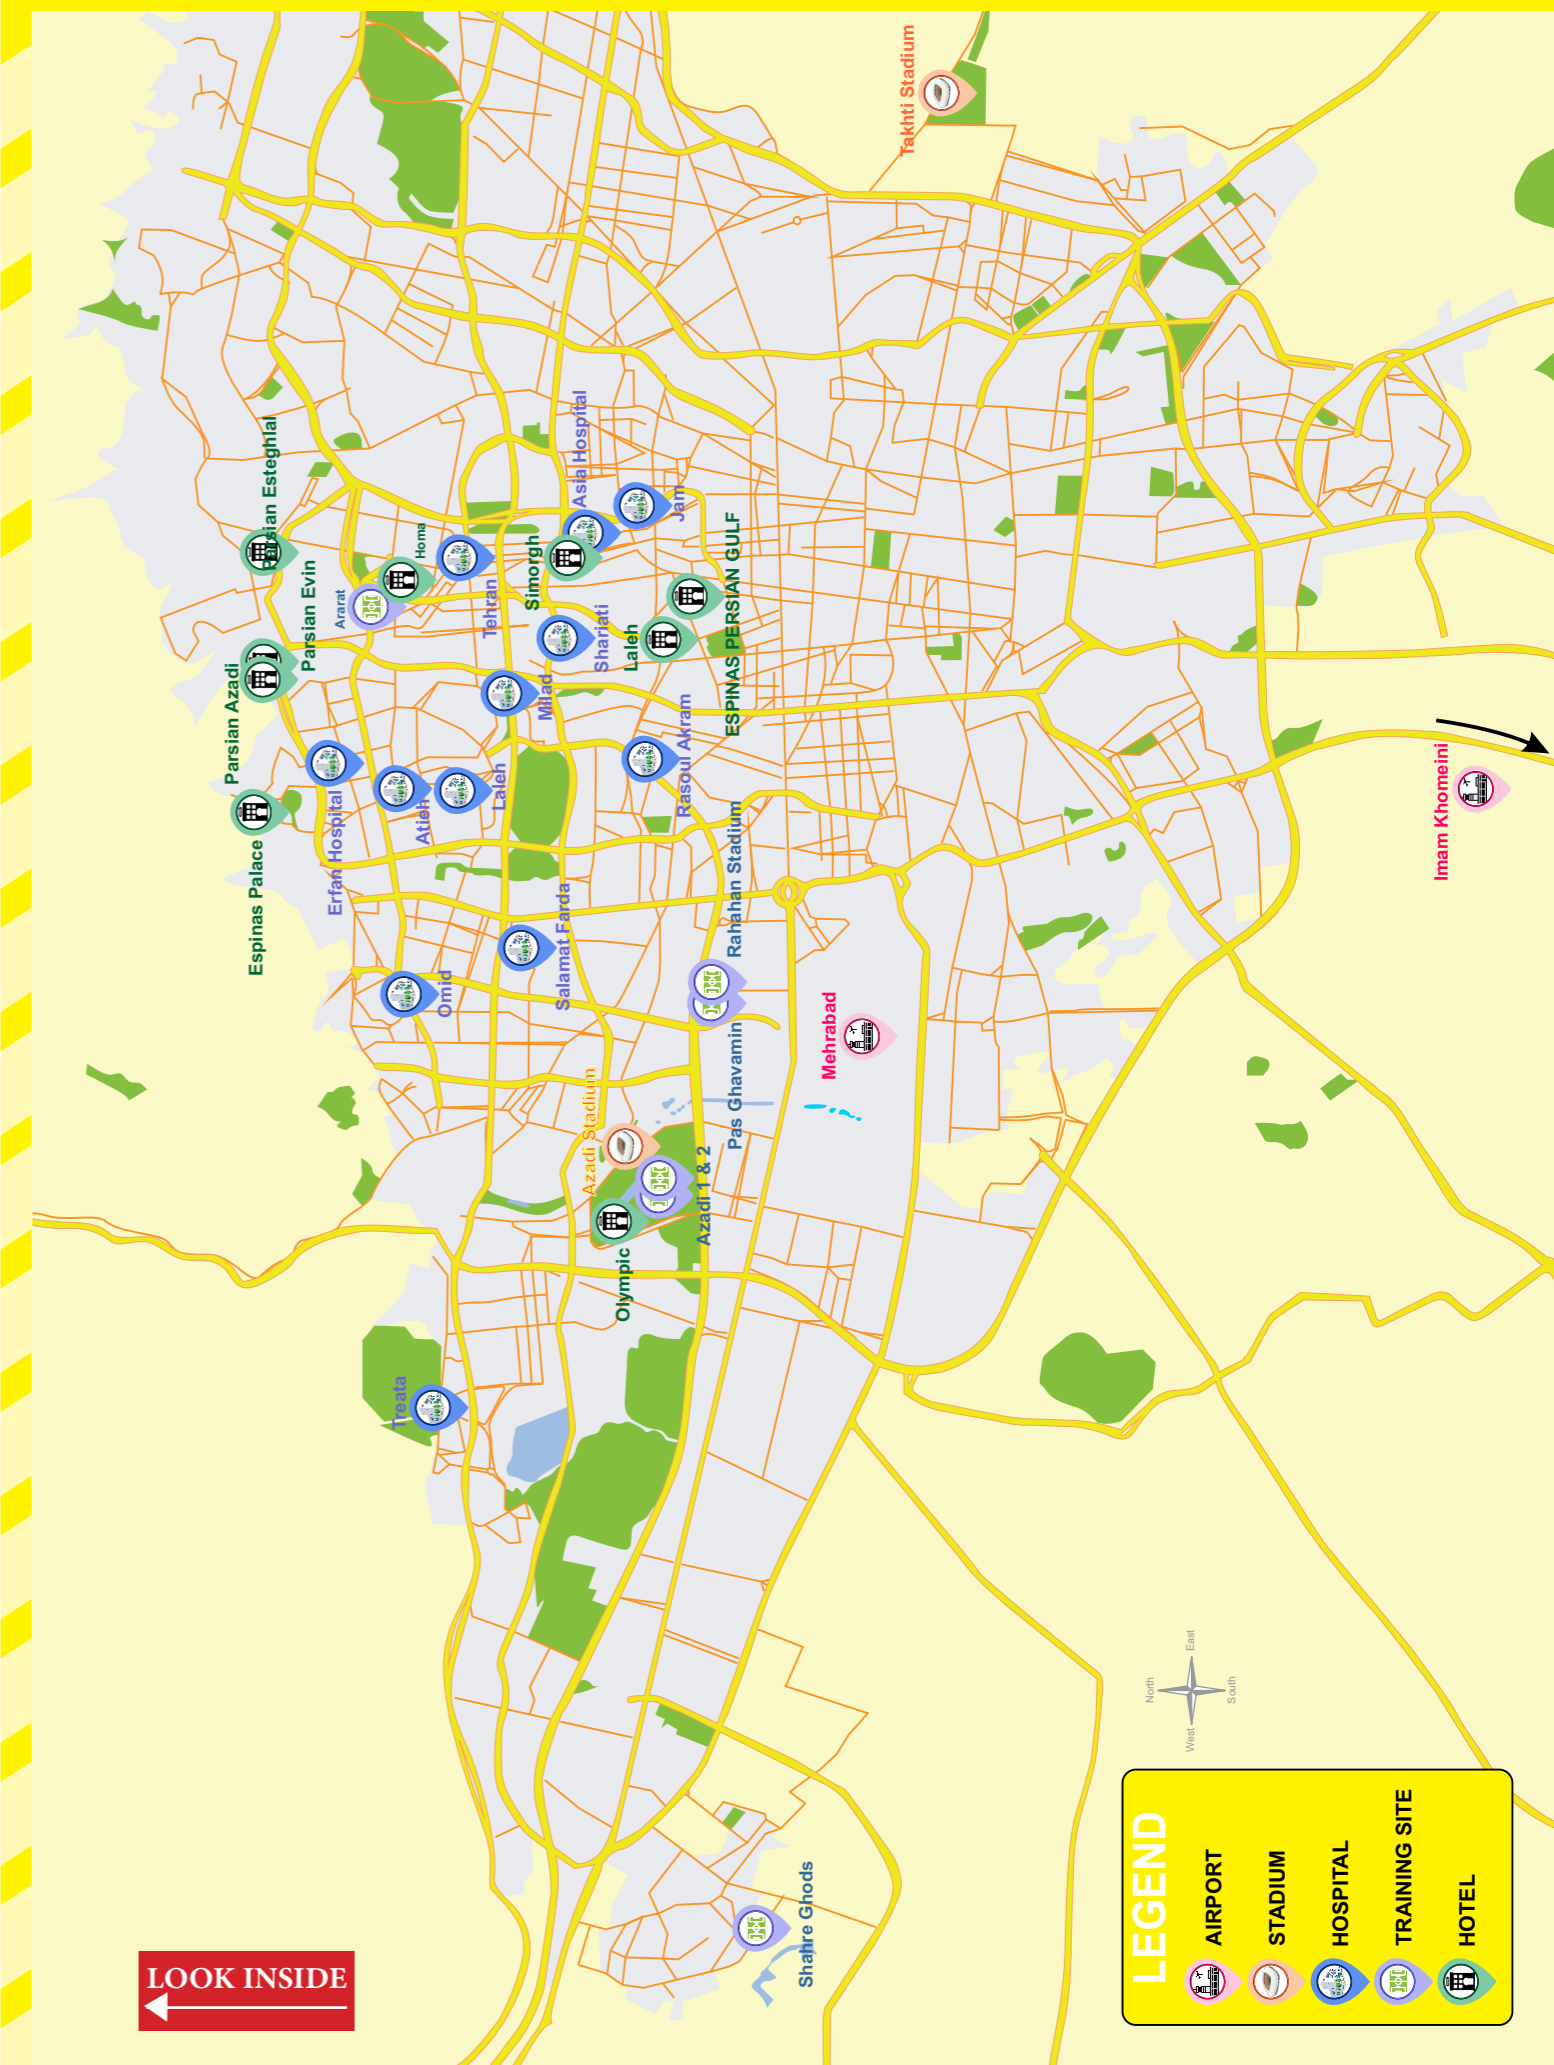 LOOK INSIDE
Takhti Stadium
Parsian Esteghlal
Parsian Evin
Ararat
Homa
Parsian Azadi
Espinas Palace
Erfan Hospital
Atieh
Laleh
Tehran
Simorgh
Asia Hospital
Jam
Shariati
Laleh
ESPINAS PERSIAN GULF
Milad
Rasoul Akram
Salamat Farda
Omid
Rahahan Stadium
Pas Ghavamin
Mehrabad
Azadi Stadium
Azadi 1 & 2
Olympic
Treata
Shahre Ghods
Imam Khomeini
North
East
West
South
LEGEND
AIRPORT
STADIUM
HOSPITAL
TRAINING SITE
HOTEL